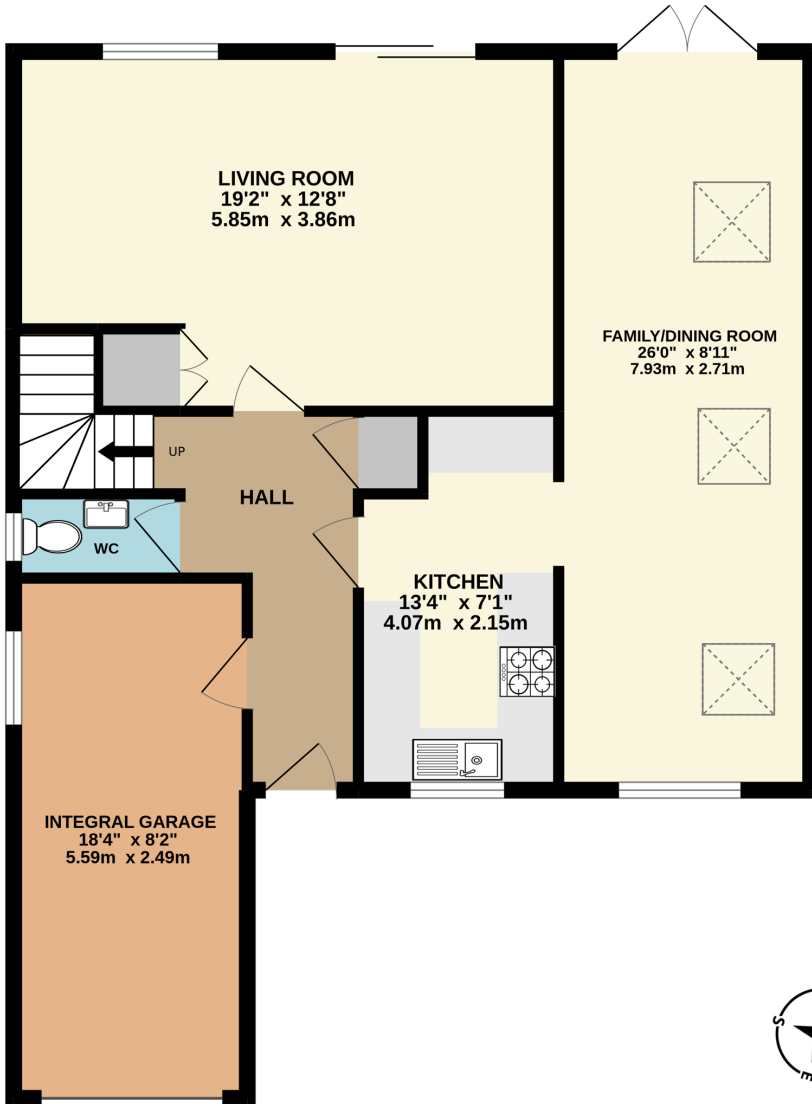 LIVING ROOM
19'2" x 12'8"
5.85m x 3.86m
FAMILY/DINING ROOM
26'0" x 8'11"
7.93m x 2.71m
UP
HALL
WC
KITCHEN
13'4" x 7'1"
4.07m x 2.15m
INTEGRAL GARAGE
18'4" x 8'2"
5.59m x 2.49m
S
E